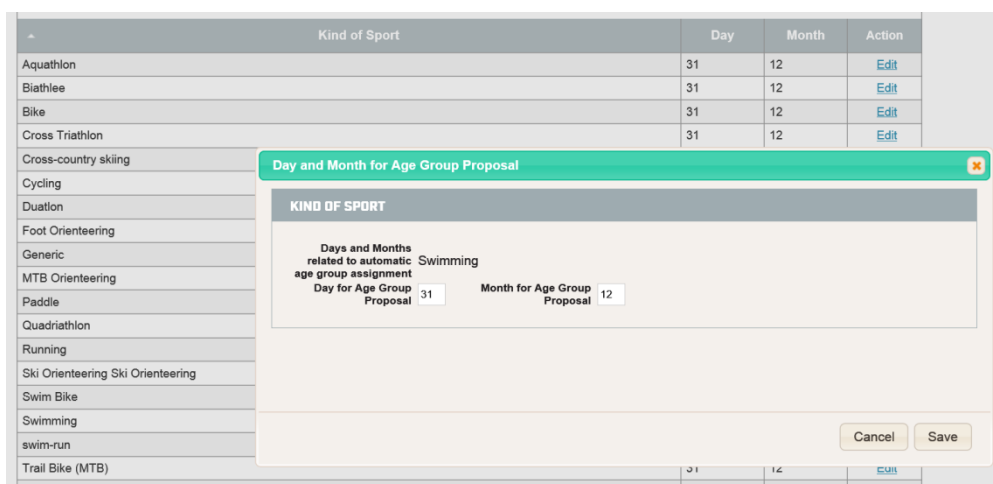 Kind of Sport Day Month Action
Aquathlon 31 12 Edit
Biathlee 31 12 Edit
Bike 31 12 Edit
Cross Triathlon 31 12 Edit
Cross-country skiing
Cycling
Duatlon
Foot Orienteering
Generic
MTB Orienteering
Paddle
Quadriathlon
Running
Ski Orienteering Ski Orienteering
Swim Bike
Swimming
swim-run
Trail Bike (MTB) 31 12 Edit
Day and Month for Age Group Proposal
KIND OF SPORT
Days and Months
related to automatic Swimming
age group assignment
Day for Age Group Proposal 31 Month for Age Group Proposal 12
Cancel Save